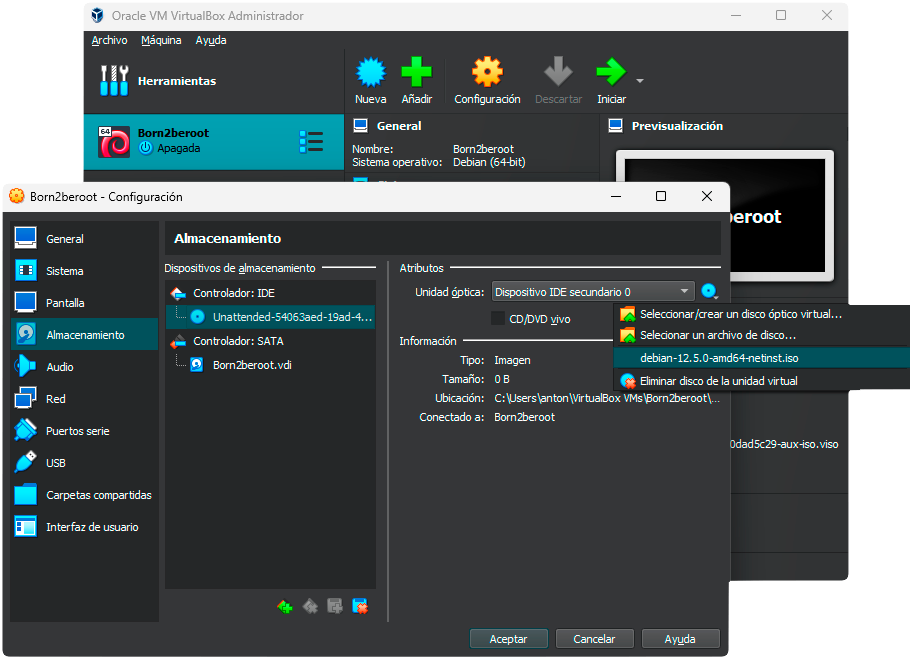 Oracle VM VirtualBox Administrador
Archivo Máquina Ayuda
Herramientas
Nueva Añadir Configuración Descartar Iniciar
64
Born2beroot
Apagada
General
Nombre: Born2beroot
Sistema operativo: Debian (64-bit)
Previsualización
beroot
Born2beroot - Configuración
General
Sistema
Pantalla
Almacenamiento
Audio
Red
Puertos serie
USB
Carpetas compartidas
Interfaz de usuario
Almacenamiento
Dispositivos de almacenamiento
Controlador: IDE
Unattended-54063aed-19ad-4...
Controlador: SATA
Born2beroot.vdi
Atributos
Unidad óptica: Dispositivo IDE secundario 0
CD/DVD vivo
Información
Tipo: Imagen
Tamaño: 0 B
Ubicación: C:\Users\anton\VirtualBox VMs\Born2beroot\...
Conectado a: Born2beroot
Seleccionar/crear un disco óptico virtual...
Selecionar un archivo de disco...
debian-12.5.0-amd64-netinst.iso
Eliminar disco de la unidad virtual
0dad5c29-aux-iso.viso
Aceptar Cancelar Ayuda